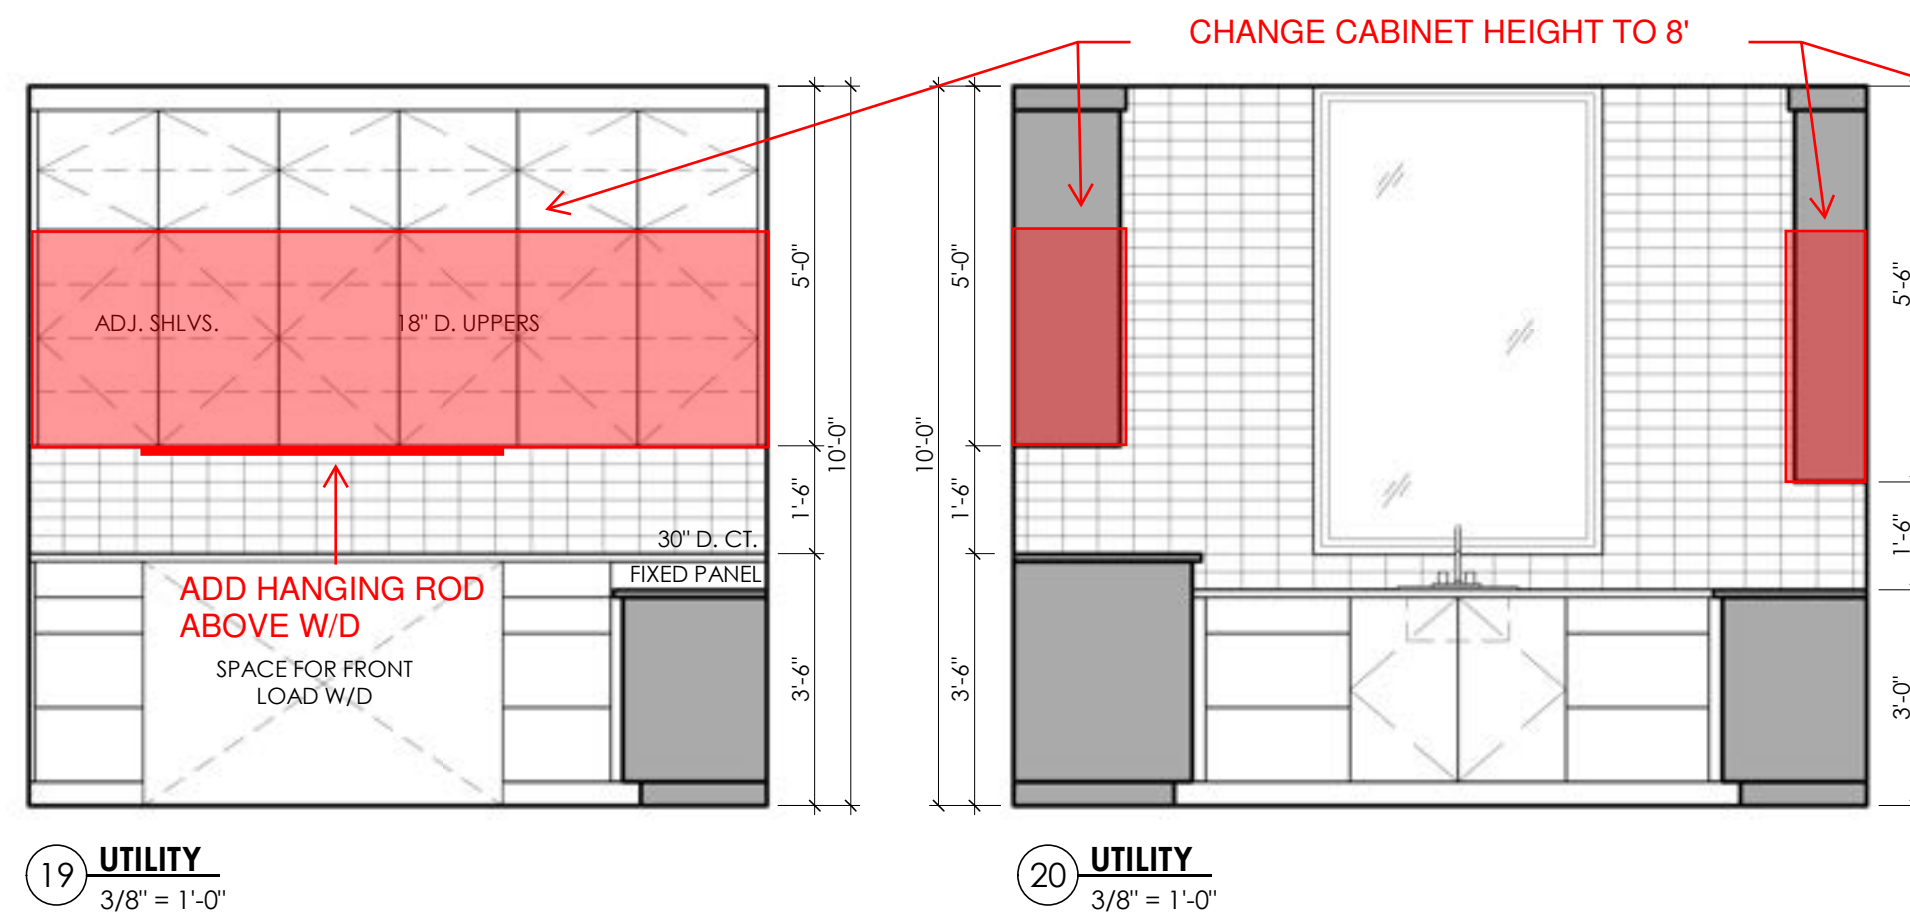 CHANGE CABINET HEIGHT TO 8'
ADJ. SHLVS.
18" D. UPPERS
5'-0"
1'-6"
3'-6"
10'-0"
30" D. CT.
FIXED PANEL
ADD HANGING ROD
ABOVE W/D
SPACE FOR FRONT
LOAD W/D
10'-0"
5'-0"
1'-6"
3'-6"
5'-6"
1'-6"
3'-0"
19 UTILITY
3/8" = 1'-0"
20 UTILITY
3/8" = 1'-0"